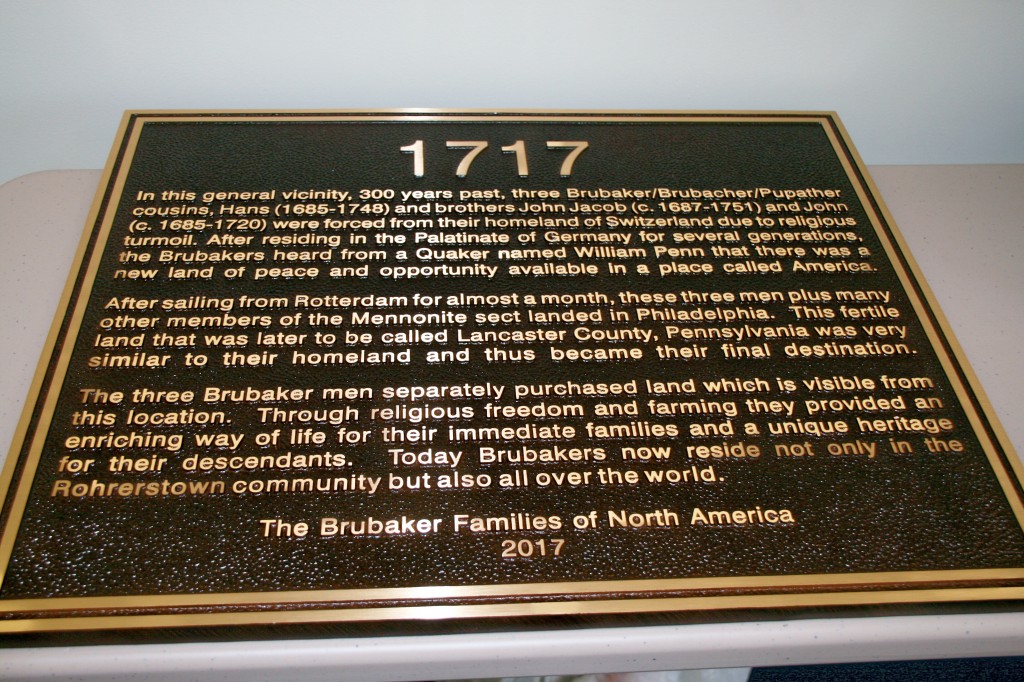 1717
In this general vicinity, 300 years past, three Brubaker/Brubacher/Pupather
cousins, Hans (1685-1748) and brothers John Jacob (c. 1687-1751) and John
(c. 1685-1720) were forced from their homeland of Switzerland due to religious
turmoil. After residing in the Palatinate of Germany for several generations,
the Brubakers heard from a Quaker named William Penn that there was a
new land of peace and opportunity available in a place called America.
After sailing from Rotterdam for almost a month, these three men plus many
other members of the Mennonite sect landed in Philadelphia. This fertile
land that was later to be called Lancaster County, Pennsylvania was very
similar to their homeland and thus became their final destination.
The three Brubaker men separately purchased land which is visible from
this location. Through religious freedom and farming they provided an
enriching way of life for their immediate families and a unique heritage
for their descendants. Today Brubakers now reside not only in the
Rohrerstown community but also all over the world.
The Brubaker Families of North America
2017